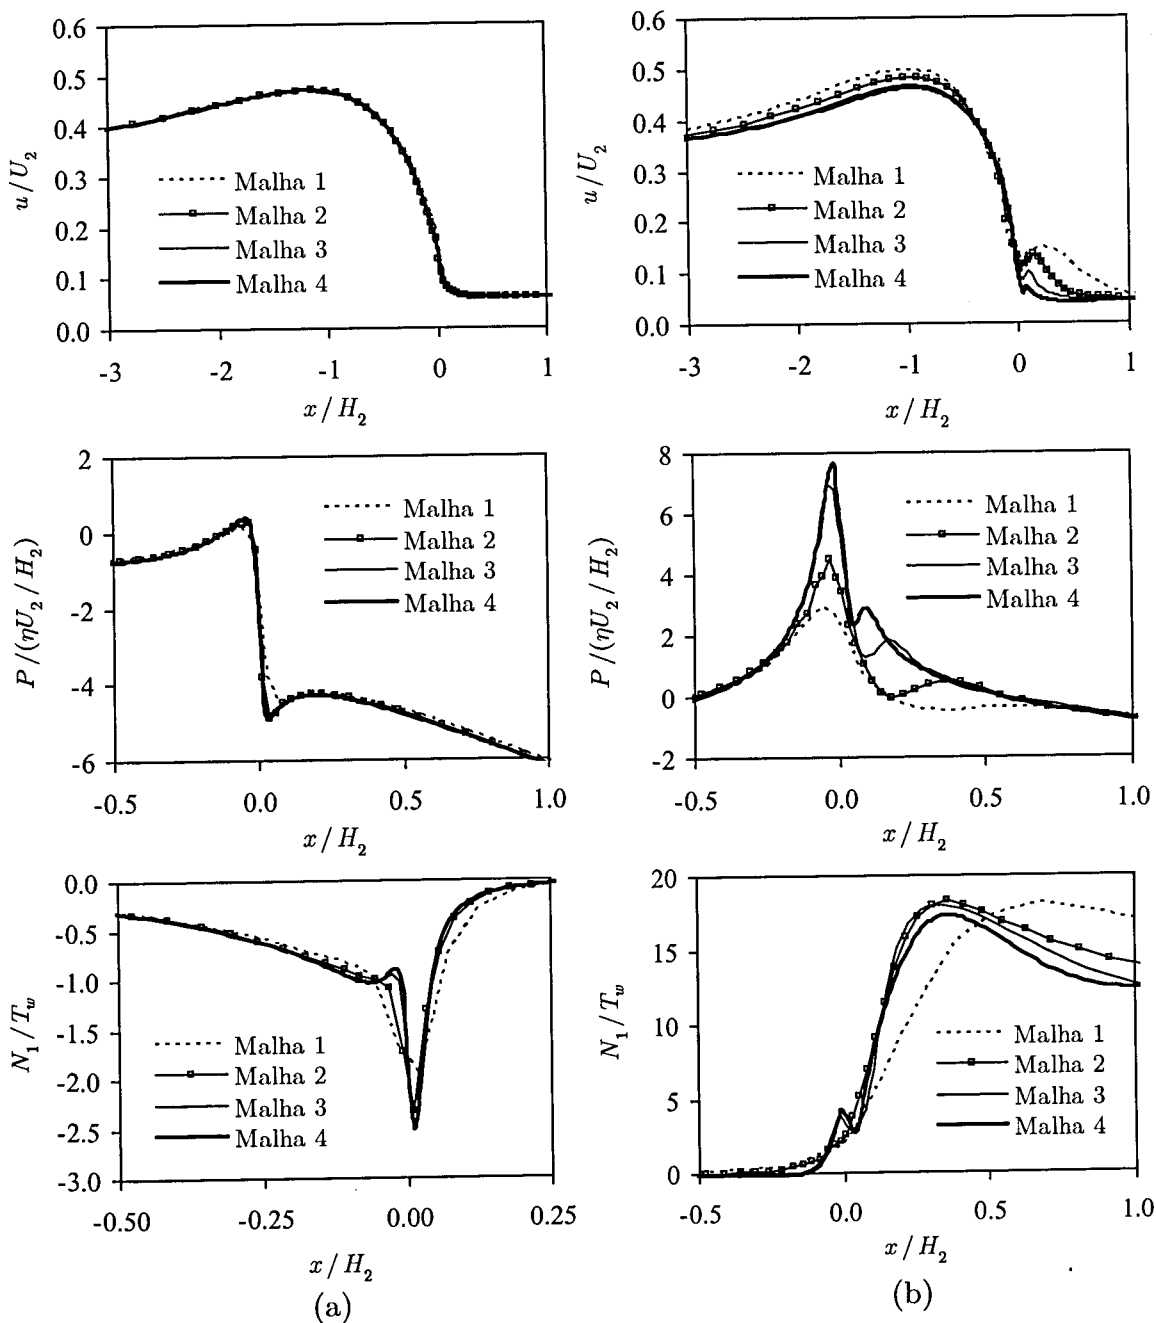 0.6
0.5
0.4
0.3
0.2
0.1
0.0
u/U₂
Malha 1
Malha 2
Malha 3
Malha 4
-3
-2
-1
0
1
x/H₂
0.6
0.5
0.4
0.3
0.2
0.1
0.0
u/U₂
Malha 1
Malha 2
Malha 3
Malha 4
-3
-2
-1
0
1
x/H₂
2
0
-2
-4
-6
P/(ηU₂/H₂)
Malha 1
Malha 2
Malha 3
Malha 4
-0.5
0.0
0.5
1.0
x/H₂
8
6
4
2
0
-2
P/(ηU₂/H₂)
Malha 1
Malha 2
Malha 3
Malha 4
-0.5
0.0
0.5
1.0
x/H₂
0.0
-0.5
-1.0
-1.5
-2.0
-2.5
-3.0
N₁/T_w
Malha 1
Malha 2
Malha 3
Malha 4
-0.50
-0.25
0.00
0.25
x/H₂
(a)
20
15
10
5
0
N₁/T_w
Malha 1
Malha 2
Malha 3
Malha 4
-0.5
0.0
0.5
1.0
x/H₂
(b)